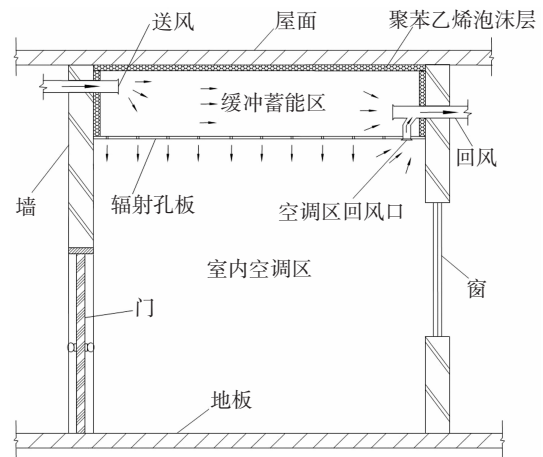 送风
屋面
聚苯乙烯泡沫层
缓冲蓄能区
回风
墙
辐射孔板
空调区回风口
室内空调区
窗
门
地板